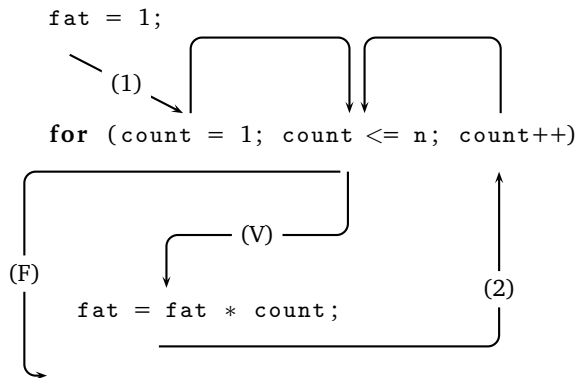 fat = 1;
(1)
for (count = 1; count <= n; count++)
(V)
(F)
(2)
fat = fat * count;